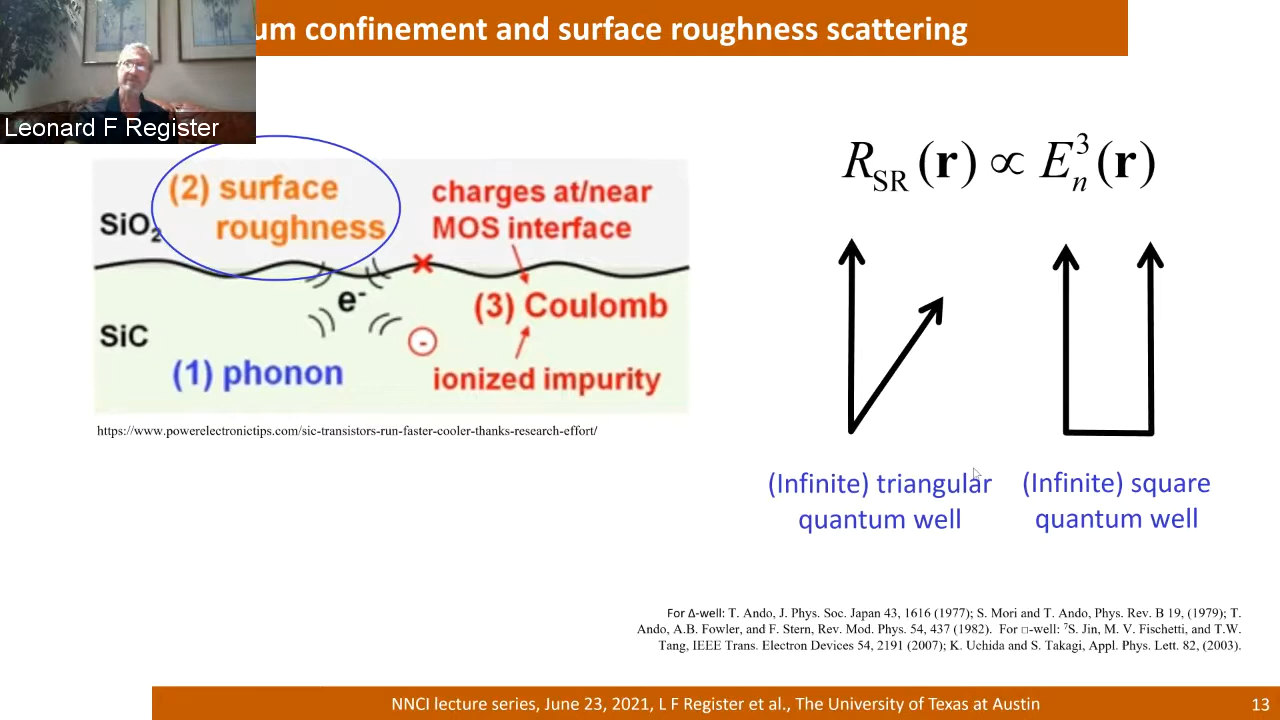 um confinement and surface roughness scattering
Leonard F Register
(2) surface
roughness
SiO₂
charges at/near
MOS interface
e⁻
(3) Coulomb
SiC
-
(1) phonon
ionized impurity
https://www.powerelectronictips.com/sic-transistors-run-faster-cooler-thanks-research-effort/
R_SR(r) ∝ E_n^3(r)
(Infinite) triangular
quantum well
(Infinite) square
quantum well
For Δ-well: T. Ando, J. Phys. Soc. Japan 43, 1616 (1977); S. Mori and T. Ando, Phys. Rev. B 19, (1979); T.
Ando, A.B. Fowler, and F. Stern, Rev. Mod. Phys. 54, 437 (1982). For □-well: ⁷S. Jin, M. V. Fischetti, and T.W.
Tang, IEEE Trans. Electron Devices 54, 2191 (2007); K. Uchida and S. Takagi, Appl. Phys. Lett. 82, (2003).
NNCI lecture series, June 23, 2021, L F Register et al., The University of Texas at Austin
13